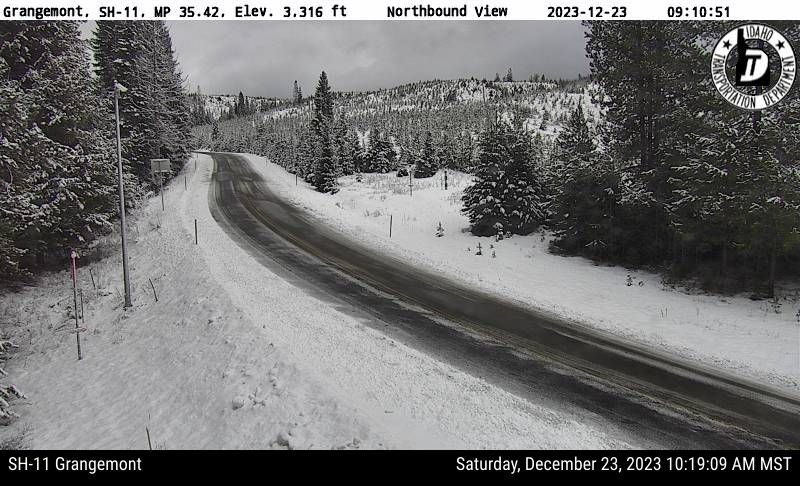 Grangemont, SH-11, MP 35.42, Elev. 3,316 ft Northbound View 2023-12-23 09:10:51
IDAHO
TRANSPORTATION DEPARTMENT
SH-11 Grangemont Saturday, December 23, 2023 10:19:09 AM MST